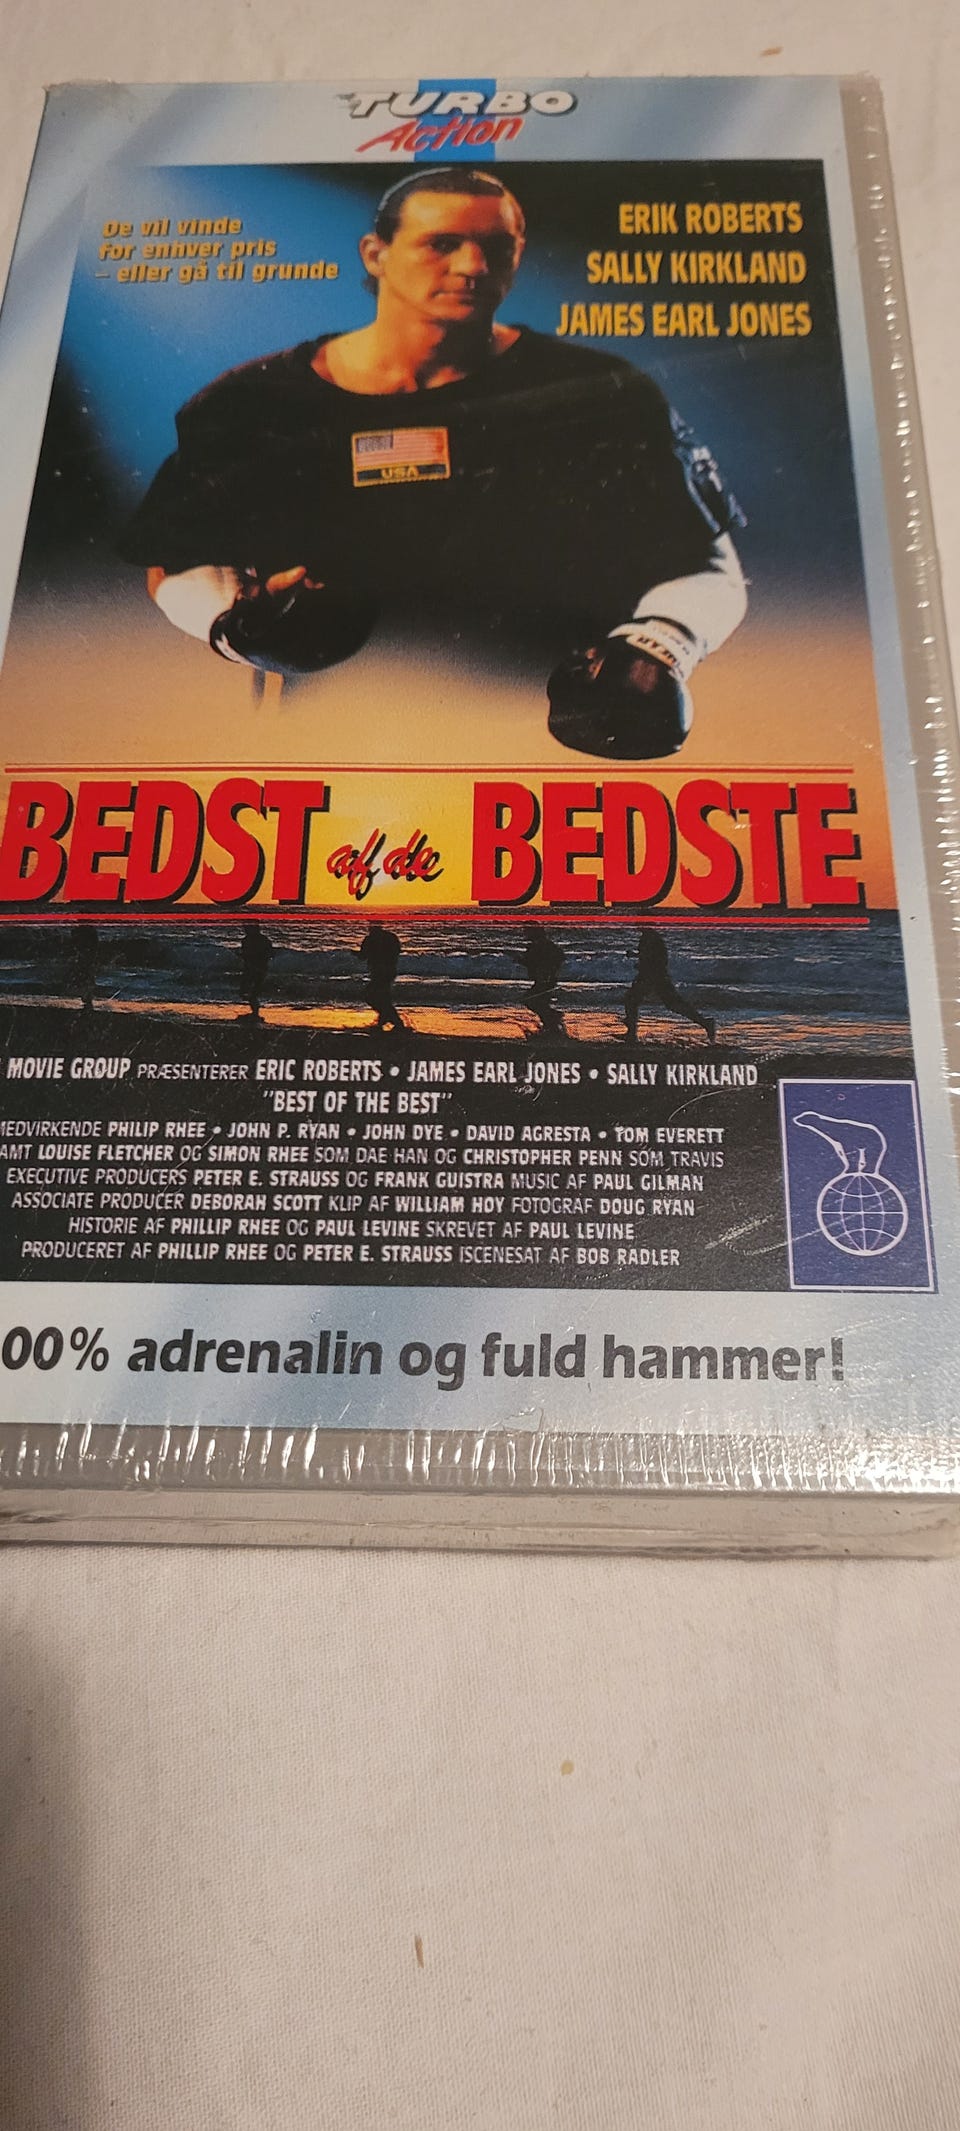 TURBO
Action
De vil vinde
for enhver pris
– eller gå til grunde
ERIK ROBERTS
SALLY KIRKLAND
JAMES EARL JONES
USA
BEDST af de BEDSTE
MOVIE GROUP PRÆSENTERER ERIC ROBERTS • JAMES EARL JONES • SALLY KIRKLAND
"BEST OF THE BEST"
MEDVIRKENDE PHILIP RHEE • JOHN P. RYAN • JOHN DYE • DAVID AGRESTA • TOM EVERETT
AMT LOUISE FLETCHER OG SIMON RHEE SOM DAE HAN OG CHRISTOPHER PENN SOM TRAVIS
EXECUTIVE PRODUCERS PETER E. STRAUSS OG FRANK GUISTRA MUSIC AF PAUL GILMAN
ASSOCIATE PRODUCER DEBORAH SCOTT KLIP AF WILLIAM HOY FOTOGRAF DOUG RYAN
HISTORIE AF PHILLIP RHEE OG PAUL LEVINE SKREVET AF PAUL LEVINE
PRODUCERET AF PHILLIP RHEE OG PETER E. STRAUSS ISCENESAT AF BOB RADLER
00% adrenalin og fuld hammer!